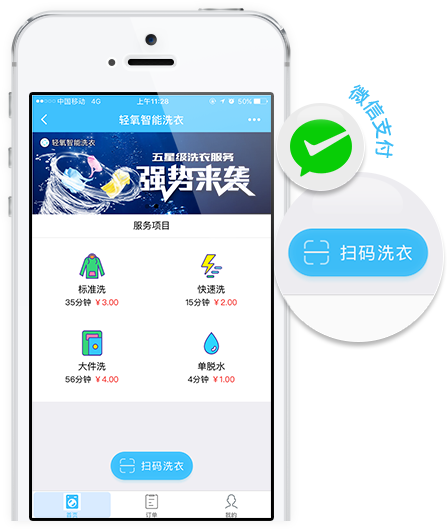 中国移动 4G 上午11:28 50%
轻氧智能洗衣
轻氧智能洗衣
五星级洗衣服务
强势来袭
服务项目
标准洗
35分钟 ¥3.00
快速洗
15分钟 ¥2.00
大件洗
56分钟 ¥4.00
单脱水
4分钟 ¥1.00
扫码洗衣
首页 订单 我的
微信支付
扫码洗衣